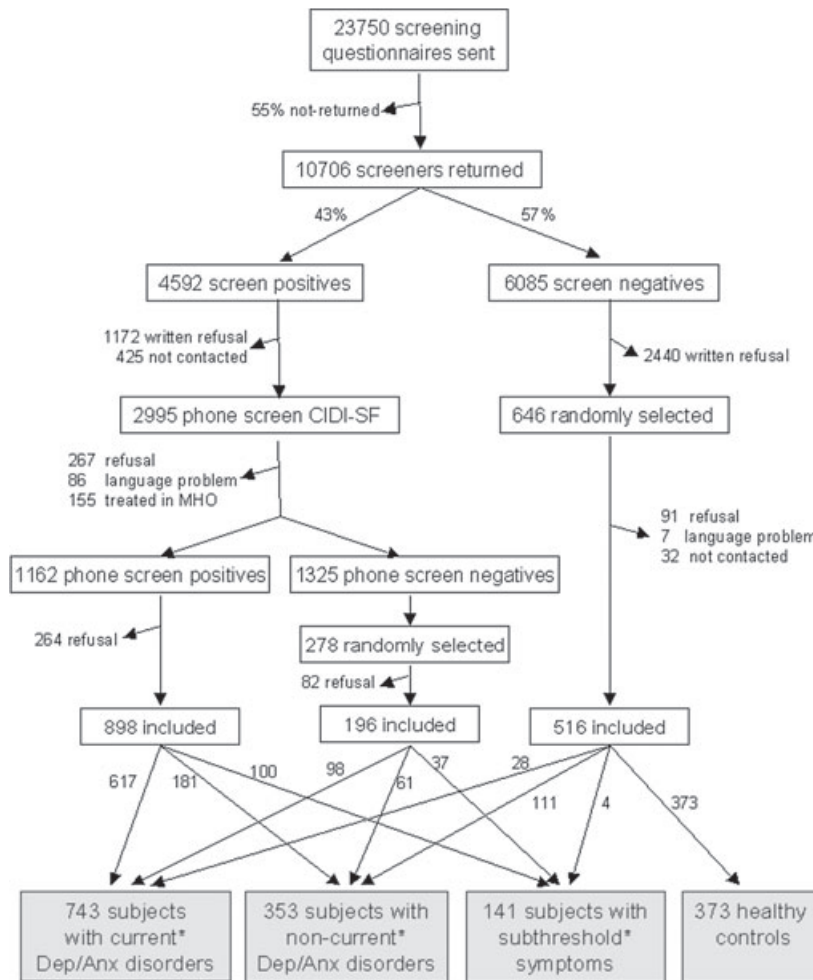 23750 screening
questionnaires sent
55% not-returned
10706 screeners returned
43%
57%
4592 screen positives
6085 screen negatives
1172 written refusal
425 not contacted
2440 written refusal
2995 phone screen CIDI-SF
646 randomly selected
267 refusal
86 language problem
155 treated in MHO
91 refusal
7 language problem
32 not contacted
1162 phone screen positives
1325 phone screen negatives
264 refusal
278 randomly selected
82 refusal
898 included
196 included
516 included
617
181
100
98
61
37
28
111
4
373
743 subjects
with current*
Dep/Anx disorders
353 subjects with
non-current*
Dep/Anx disorders
141 subjects with
subthreshold*
symptoms
373 healthy
controls